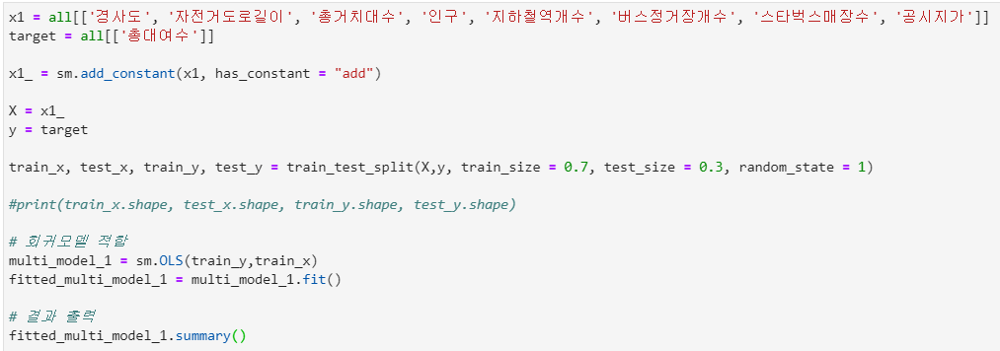 x1 = all[['경사도', '자전거도로길이', '총거치대수', '인구', '지하철역개수', '버스정거장개수', '스타벅스매장수', '공시지가']]
target = all[['총대여수']]
x1_ = sm.add_constant(x1, has_constant = "add")
X = x1_
y = target
train_x, test_x, train_y, test_y = train_test_split(X,y, train_size = 0.7, test_size = 0.3, random_state = 1)
#print(train_x.shape, test_x.shape, train_y.shape, test_y.shape)
# 회귀모델 적합
multi_model_1 = sm.OLS(train_y,train_x)
fitted_multi_model_1 = multi_model_1.fit()
# 결과 출력
fitted_multi_model_1.summary()